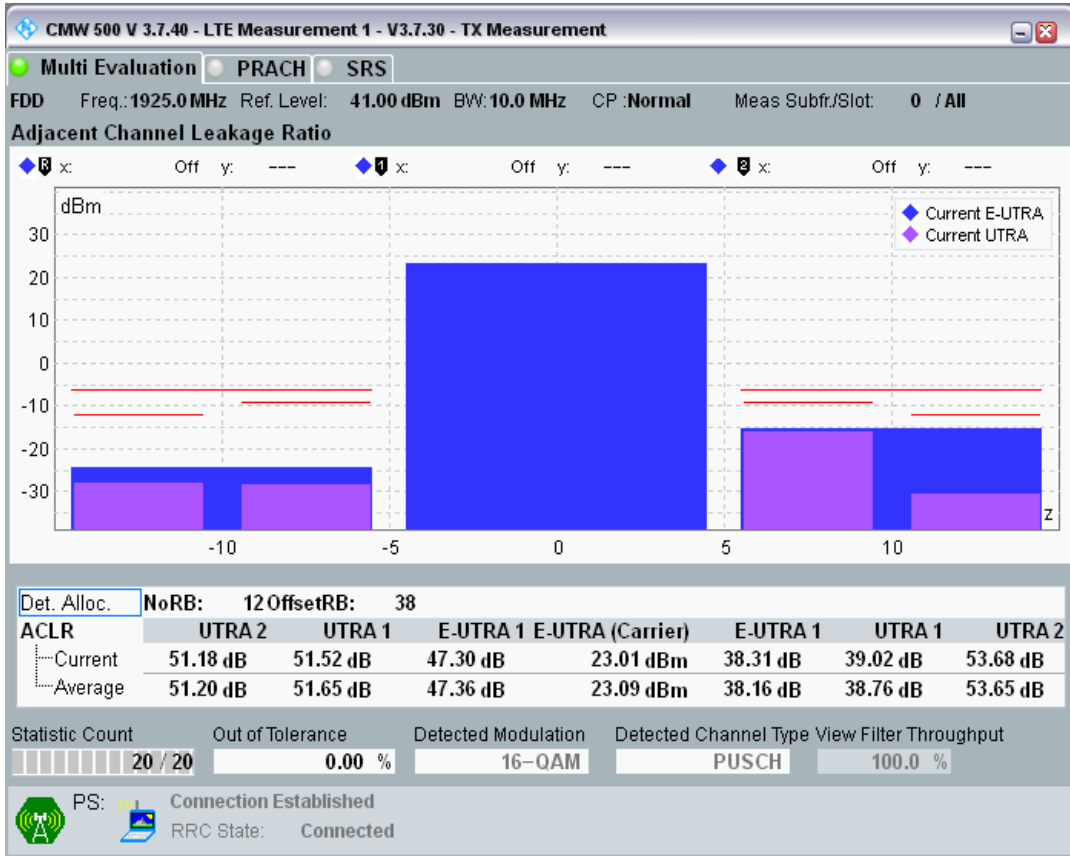 CMW 500 V 3.7.40 - LTE Measurement 1 - V3.7.30 - TX Measurement
Multi Evaluation PRACH SRS
FDD Freq.: 1925.0 MHz Ref. Level: 41.00 dBm BW: 10.0 MHz CP : Normal Meas Subfr./Slot: 0 / All
Adjacent Channel Leakage Ratio
R x: Off y: --- 1 x: Off y: --- 2 x: Off y: ---
dBm
Current E-UTRA
Current UTRA
30
20
10
0
-10
-20
-30
z
-10 -5 0 5 10
Det. Alloc. NoRB: 12 OffsetRB: 38
ACLR UTRA 2 UTRA 1 E-UTRA 1 E-UTRA (Carrier) E-UTRA 1 UTRA 1 UTRA 2
Current 51.18 dB 51.52 dB 47.30 dB 23.01 dBm 38.31 dB 39.02 dB 53.68 dB
Average 51.20 dB 51.65 dB 47.36 dB 23.09 dBm 38.16 dB 38.76 dB 53.65 dB
Statistic Count Out of Tolerance Detected Modulation Detected Channel Type View Filter Throughput
20 / 20 0.00 % 16-QAM PUSCH 100.0 %
PS: Connection Established
RRC State: Connected